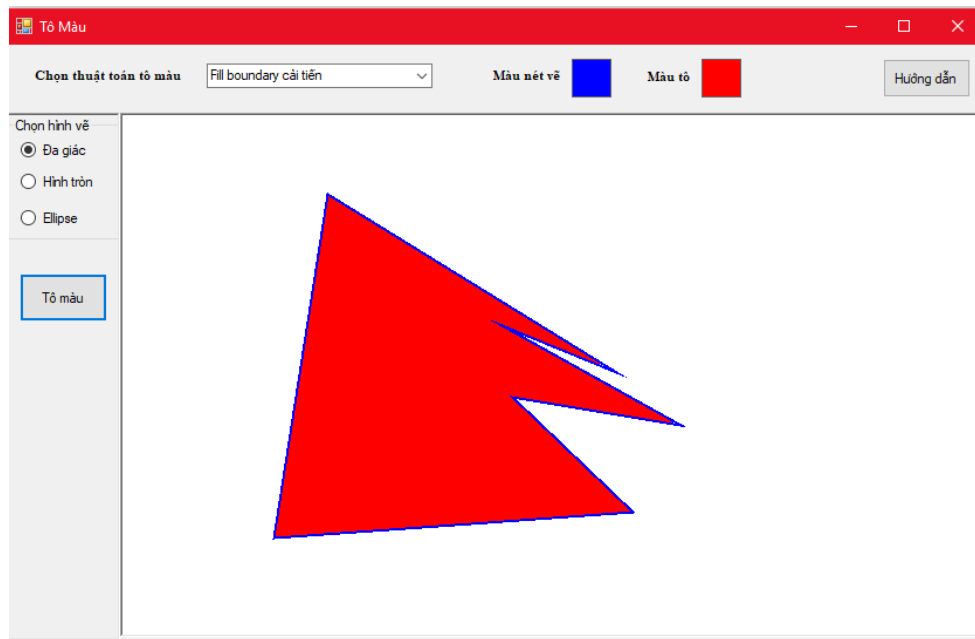 Tô Màu
Chọn thuật toán tô màu
Fill boundary cải tiến
Màu nét vẽ
Màu tô
Hướng dẫn
Chọn hình vẽ
Đa giác
Hình tròn
Ellipse
Tô màu